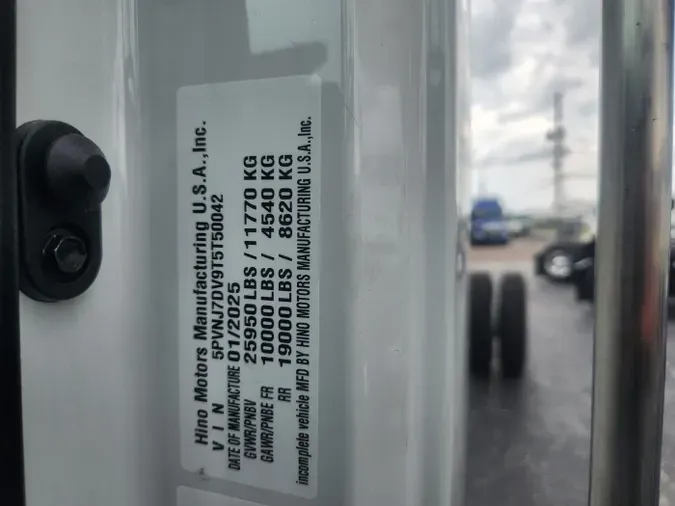 Hino Motors Manufacturing U.S.A.,Inc.
VIN 5PVNJ7DV9T5T50042
DATE OF MANUFACTURE 01/2025
GVWR/PNBV 25950LBS/11770 KG
GAWR/PNBE FR 10000LBS/ 4540 KG
RR 19000LBS/ 8620 KG
incomplete vehicle MFD BY HINO MOTORS MANUFACTURING U.S.A.,Inc.